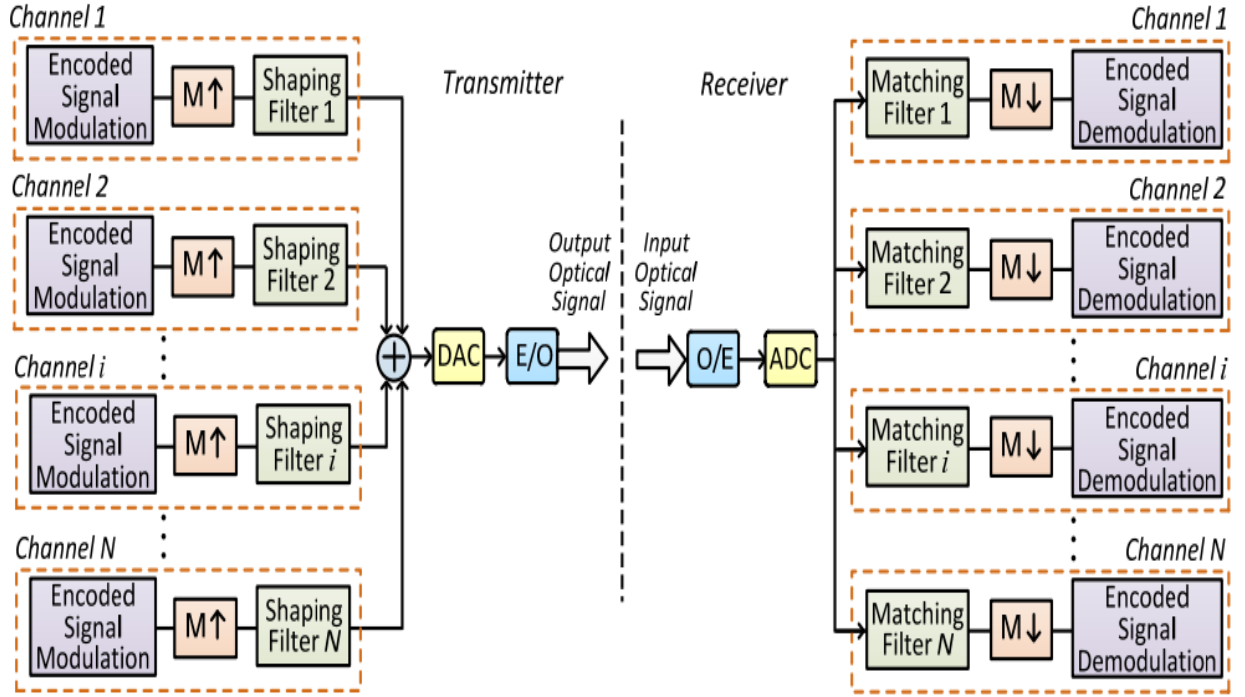 Channel 1
Encoded
Signal
Modulation
M↑
Shaping
Filter 1
Channel 2
Encoded
Signal
Modulation
M↑
Shaping
Filter 2
Channel i
Encoded
Signal
Modulation
M↑
Shaping
Filter i
Channel N
Encoded
Signal
Modulation
M↑
Shaping
Filter N
Transmitter
+
DAC
E/O
Output
Optical
Signal
Receiver
Input
Optical
Signal
O/E
ADC
Channel 1
Matching
Filter 1
M↓
Encoded
Signal
Demodulation
Channel 2
Matching
Filter 2
M↓
Encoded
Signal
Demodulation
Channel i
Matching
Filter i
M↓
Encoded
Signal
Demodulation
Channel N
Matching
Filter N
M↓
Encoded
Signal
Demodulation